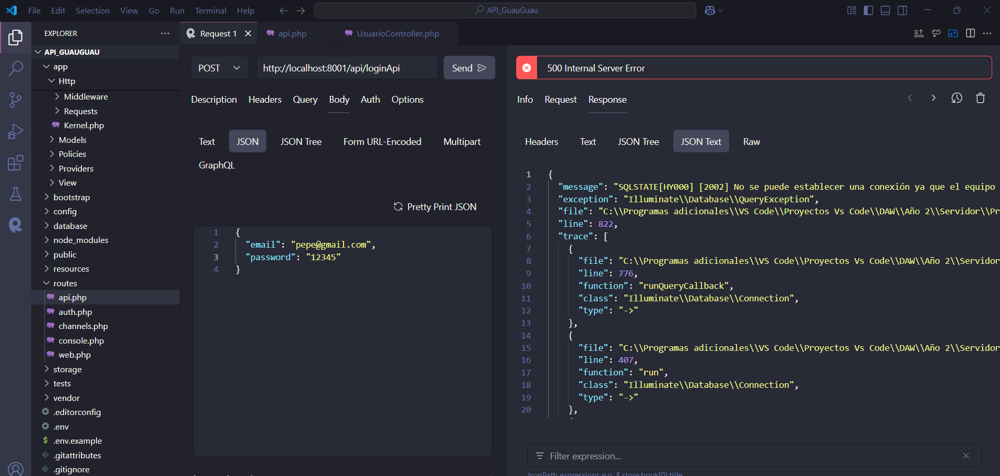 File Edit Selection View Go Run Terminal Help
API_GuauGuau
EXPLORER
Request 1
api.php
UsuarioController.php
API_GUAUGUAU
app
Http
Middleware
Requests
Kernel.php
Models
Policies
Providers
View
bootstrap
config
database
node_modules
public
resources
routes
api.php
auth.php
channels.php
console.php
web.php
storage
tests
vendor
.editorconfig
.env
$ .env.example
.gitattributes
.gitignore
POST
http://localhost:8001/api/loginApi
Send
Description Headers Query Body Auth Options
Text JSON JSON Tree Form URL-Encoded Multipart
GraphQL
Pretty Print JSON
1 {
2 "email": "pepe@gmail.com",
3 "password": "12345"
4 }
500 Internal Server Error
Info Request Response
Headers Text JSON Tree JSON Text Raw
1 {
2 "message": "SQLSTATE[HY000] [2002] No se puede establecer una conexión ya que el equipo
3 "exception": "Illuminate\\Database\\QueryException",
4 "file": "C:\\Programas adicionales\\VS Code\\Proyectos Vs Code\\DAW\\Año 2\\Servidor\\Pr
5 "line": 822,
6 "trace": [
7 {
8 "file": "C:\\Programas adicionales\\VS Code\\Proyectos Vs Code\\DAW\\Año 2\\Servidor
9 "line": 776,
10 "function": "runQueryCallback",
11 "class": "Illuminate\\Database\\Connection",
12 "type": "->"
13 },
14 {
15 "file": "C:\\Programas adicionales\\VS Code\\Proyectos Vs Code\\DAW\\Año 2\\Servidor
16 "line": 407,
17 "function": "run",
18 "class": "Illuminate\\Database\\Connection",
19 "type": "->"
20 },
Filter expression...
JsonPath expressions e.g. $.store.book[0].title